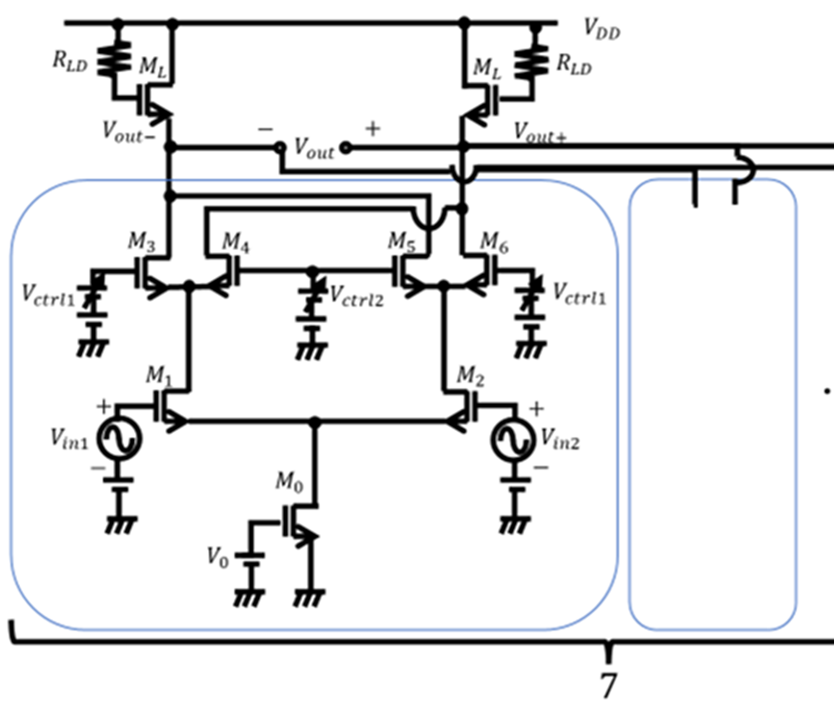 V_DD
R_LD M_L M_L R_LD
V_out− − V_out + V_out+
M_3 M_4 M_5 M_6
V_ctrl1 V_ctrl2 V_ctrl1
M_1 M_2
+ +
V_in1 V_in2
− −
M_0
V_0
7